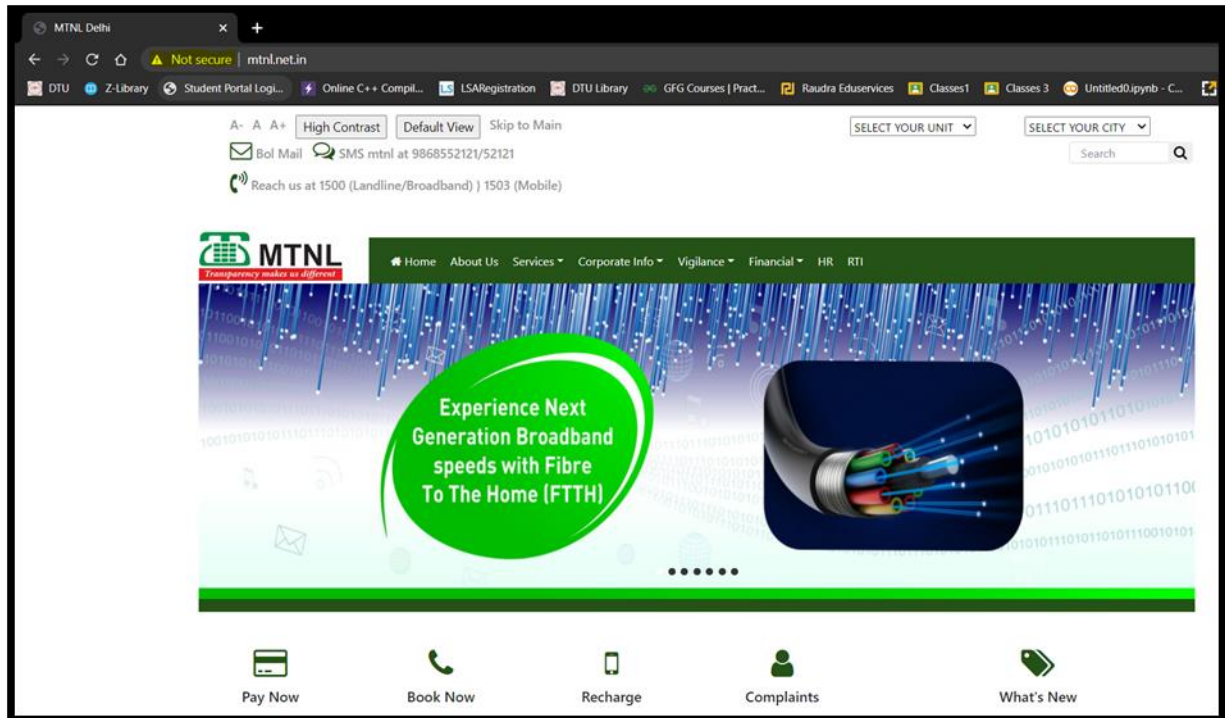 MTNL Delhi
Not secure | mtnl.net.in
DTU Z-Library Student Portal Logi... Online C++ Compil... LSARegistration DTU Library GFG Courses | Pract... Raudra Eduservices Classes1 Classes 3 Untitled0.ipynb - C...
A- A A+ High Contrast Default View Skip to Main SELECT YOUR UNIT SELECT YOUR CITY
Bol Mail SMS mtnl at 9868552121/52121 Search
Reach us at 1500 (Landline/Broadband) ) 1503 (Mobile)
MTNL
Transparency makes us different
Home About Us Services Corporate Info Vigilance Financial HR RTI
Experience Next
Generation Broadband
speeds with Fibre
To The Home (FTTH)
Pay Now Book Now Recharge Complaints What's New